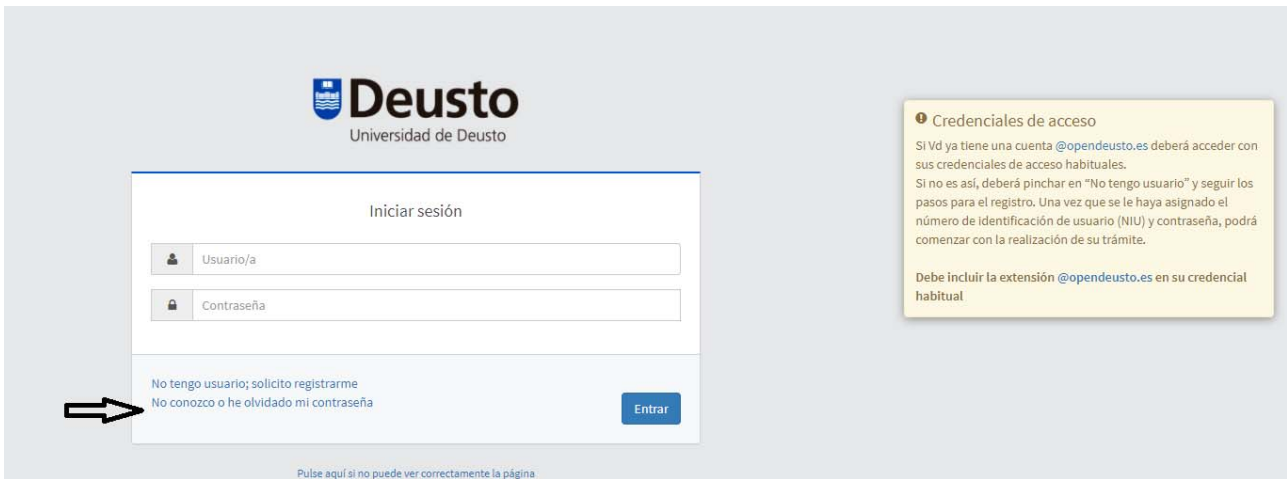 Deusto
Universidad de Deusto
Iniciar sesión
Usuario/a
Contraseña
No tengo usuario; solicito registrarme
No conozco o he olvidado mi contraseña
Entrar
Pulse aquí si no puede ver correctamente la página
Credenciales de acceso
Si Vd ya tiene una cuenta @opendeusto.es deberá acceder con
sus credenciales de acceso habituales.
Si no es así, deberá pinchar en “No tengo usuario” y seguir los
pasos para el registro. Una vez que se le haya asignado el
número de identificación de usuario (NIU) y contraseña, podrá
comenzar con la realización de su trámite.
Debe incluir la extensión @opendeusto.es en su credencial
habitual